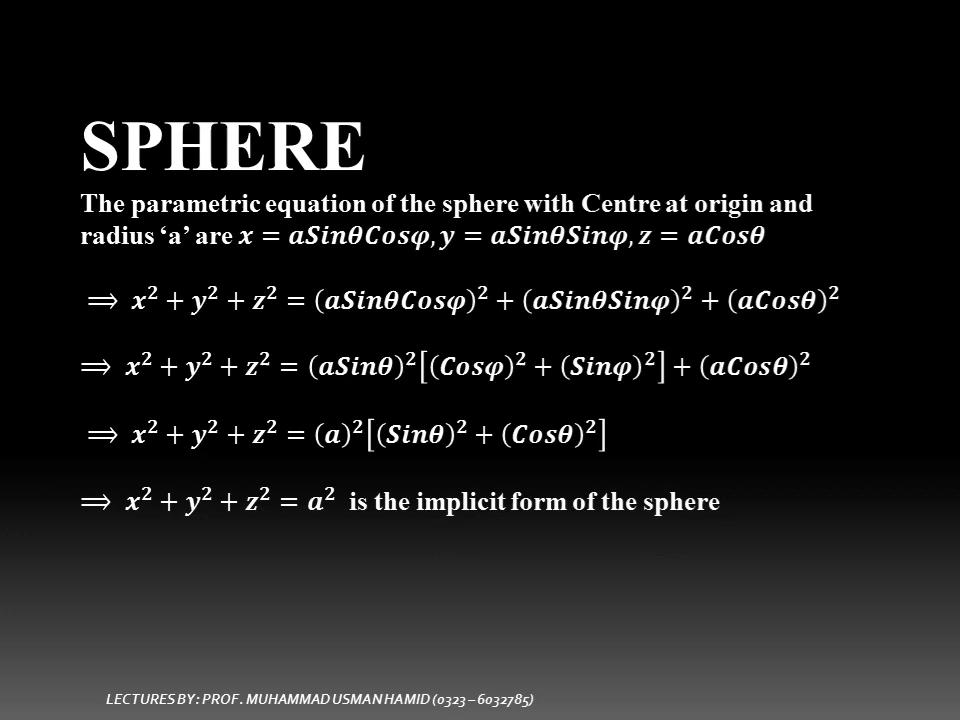 SPHERE
The parametric equation of the sphere with Centre at origin and
radius ‘a’ are 𝒙 = 𝒂𝑺𝒊𝒏𝜽𝑪𝒐𝒔𝝋, 𝒚 = 𝒂𝑺𝒊𝒏𝜽𝑺𝒊𝒏𝝋, 𝒛 = 𝒂𝑪𝒐𝒔𝜽
⟹ 𝒙² + 𝒚² + 𝒛² = (𝒂𝑺𝒊𝒏𝜽𝑪𝒐𝒔𝝋)² + (𝒂𝑺𝒊𝒏𝜽𝑺𝒊𝒏𝝋)² + (𝒂𝑪𝒐𝒔𝜽)²
⟹ 𝒙² + 𝒚² + 𝒛² = (𝒂𝑺𝒊𝒏𝜽)²[(𝑪𝒐𝒔𝝋)² + (𝑺𝒊𝒏𝝋)²] + (𝒂𝑪𝒐𝒔𝜽)²
⟹ 𝒙² + 𝒚² + 𝒛² = (𝒂)²[(𝑺𝒊𝒏𝜽)² + (𝑪𝒐𝒔𝜽)²]
⟹ 𝒙² + 𝒚² + 𝒛² = 𝒂² is the implicit form of the sphere
LECTURES BY: PROF. MUHAMMAD USMAN HAMID (0323 – 6032785)